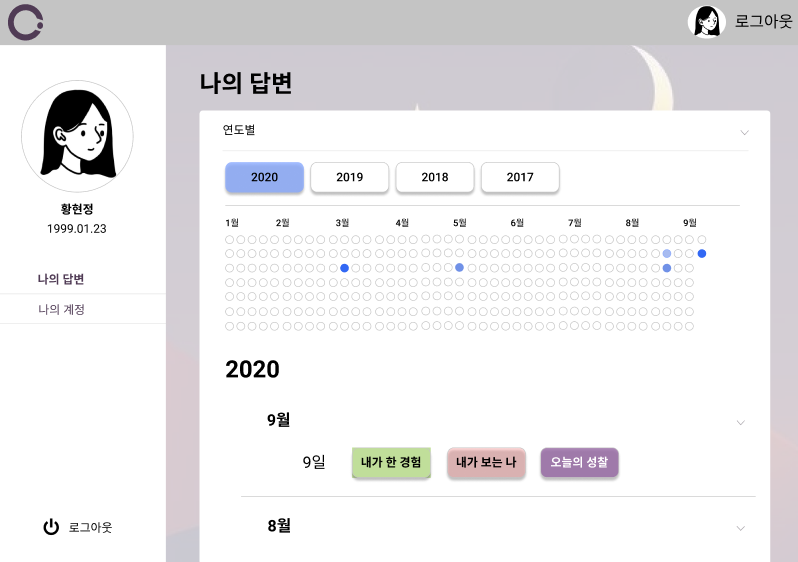 로그아웃
황현정
1999.01.23
나의 답변
나의 계정
로그아웃
나의 답변
연도별
2020 2019 2018 2017
1월 2월 3월 4월 5월 6월 7월 8월 9월
2020
9월
9일 내가 한 경험 내가 보는 나 오늘의 성찰
8월